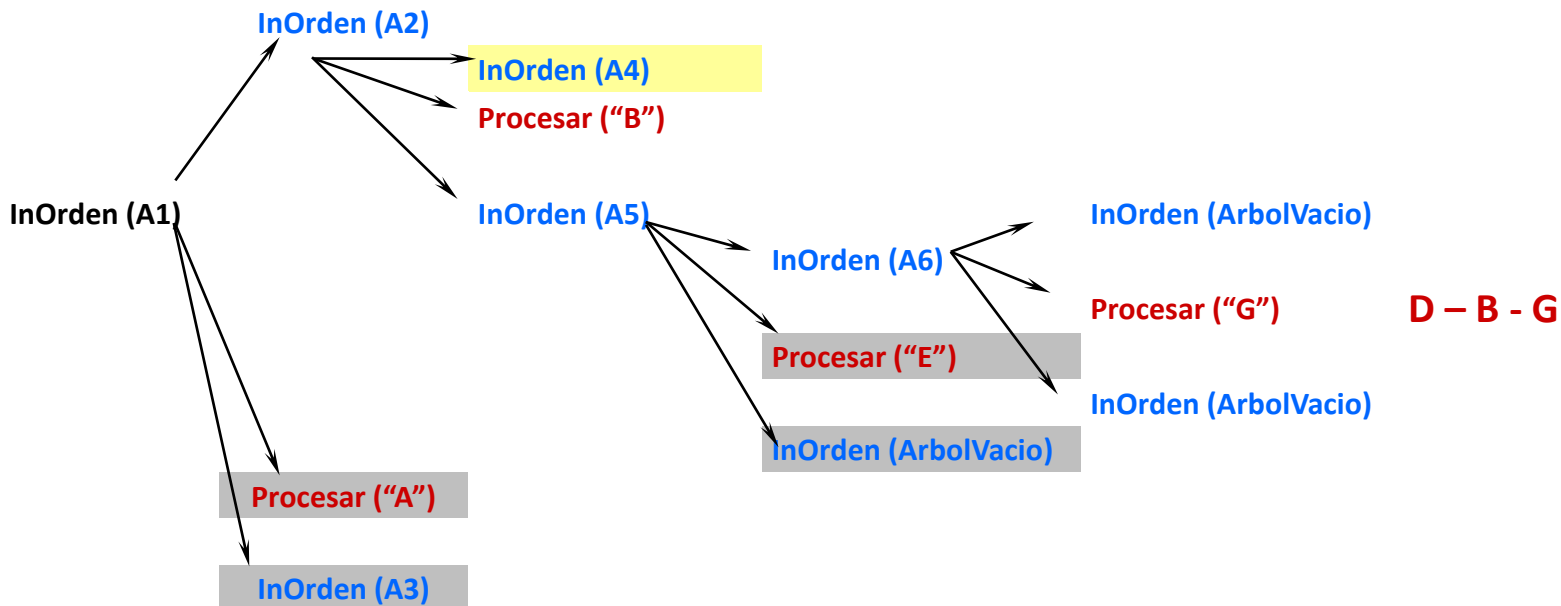 InOrden (A2)
InOrden (A4)
Procesar (“B”)
InOrden (A1)
InOrden (A5)
InOrden (ArbolVacio)
InOrden (A6)
Procesar (“G”)
D – B - G
Procesar (“E”)
InOrden (ArbolVacio)
InOrden (ArbolVacio)
Procesar (“A”)
InOrden (A3)